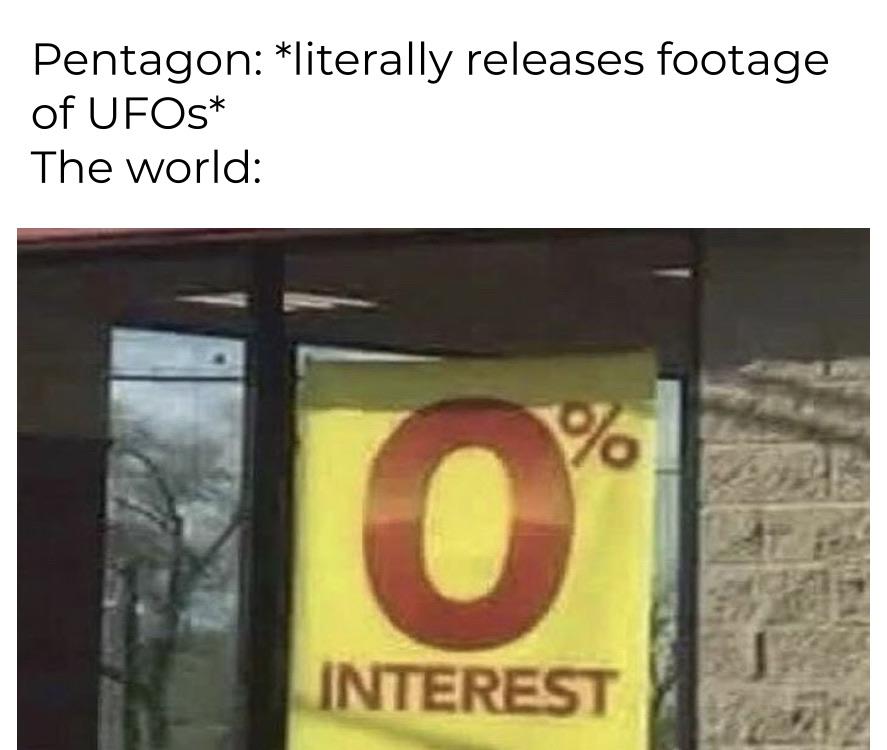 Pentagon: *literally releases footage
of UFOs*
The world:
0%
INTEREST